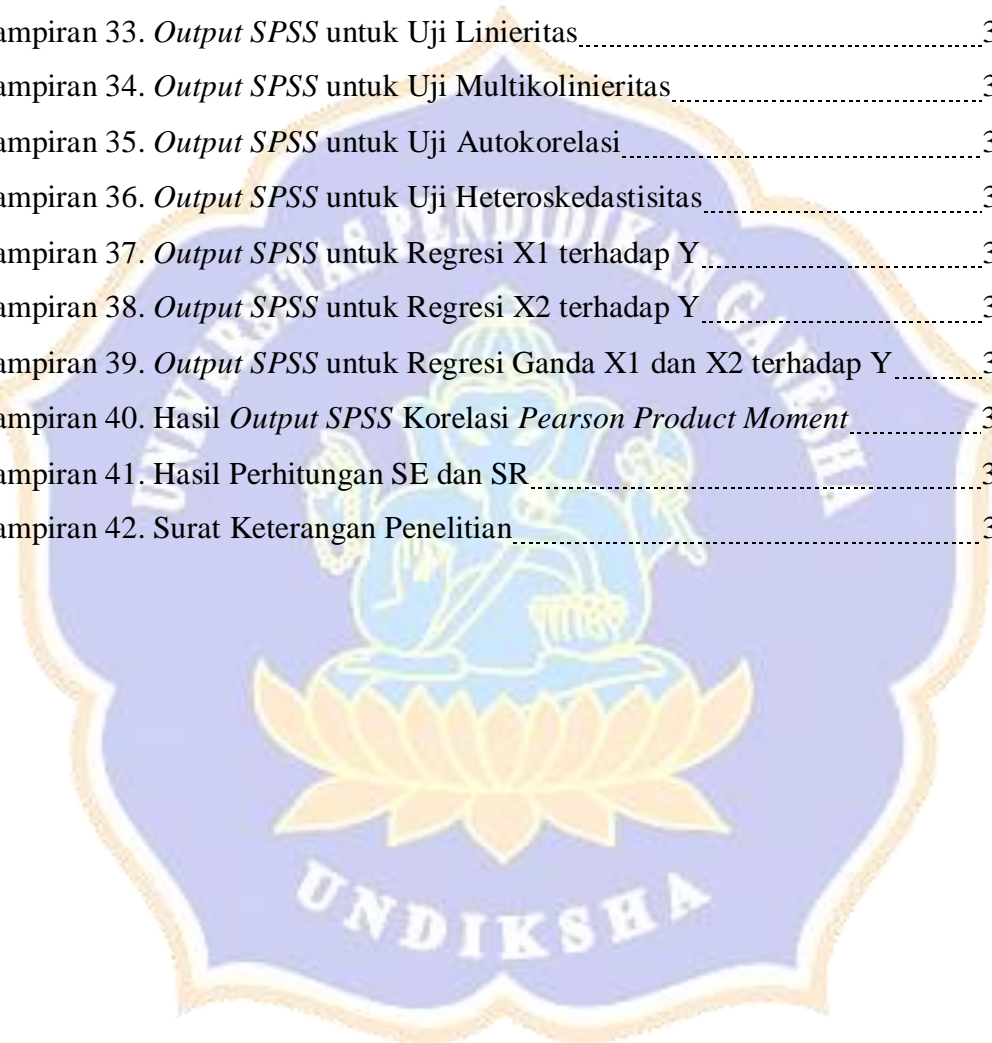 ampiran 33. Output SPSS untuk Uji Linieritas 3
ampiran 34. Output SPSS untuk Uji Multikolinieritas 3
ampiran 35. Output SPSS untuk Uji Autokorelasi 3
ampiran 36. Output SPSS untuk Uji Heteroskedastisitas 3
ampiran 37. Output SPSS untuk Regresi X1 terhadap Y 3
ampiran 38. Output SPSS untuk Regresi X2 terhadap Y 3
ampiran 39. Output SPSS untuk Regresi Ganda X1 dan X2 terhadap Y 3
ampiran 40. Hasil Output SPSS Korelasi Pearson Product Moment 3
ampiran 41. Hasil Perhitungan SE dan SR 3
ampiran 42. Surat Keterangan Penelitian 3
UNIVERSITAS PENDIDIKAN GANESHA
UNDIKSHA